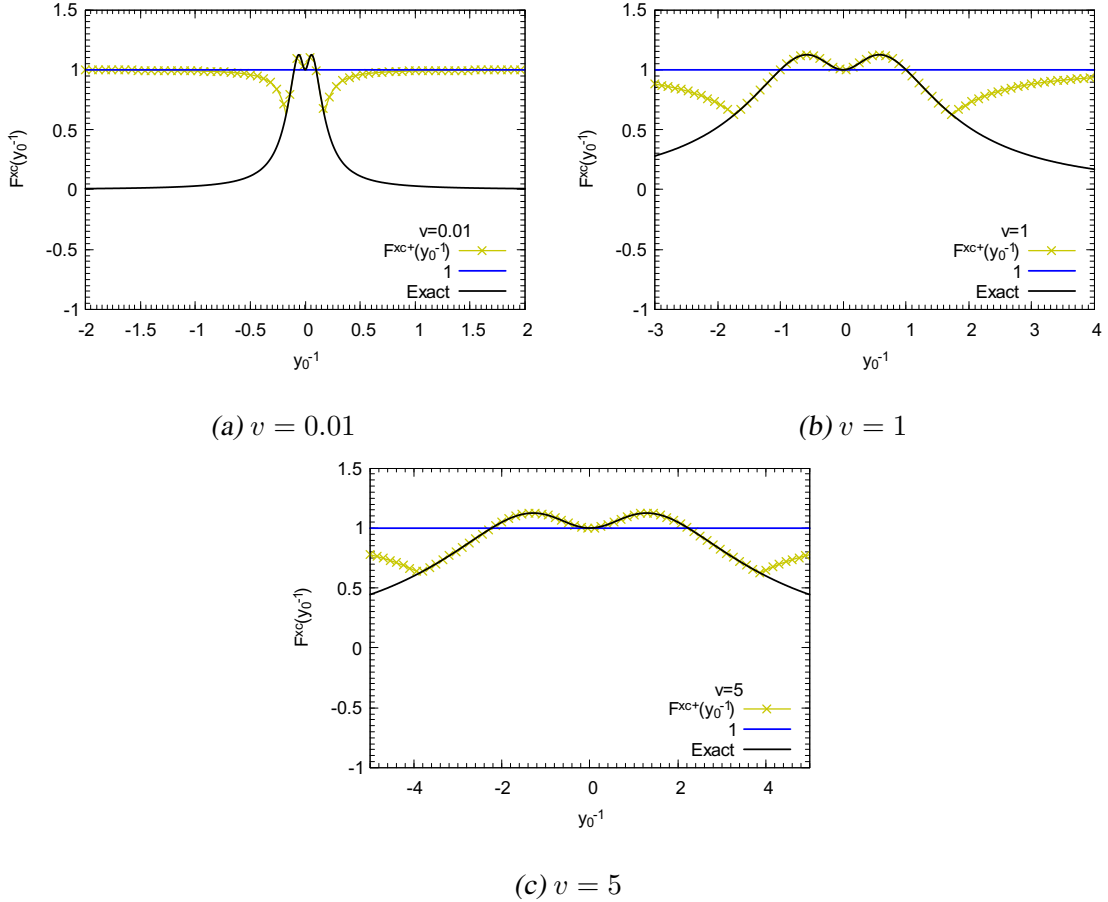 1.5
1
0.5
0
-0.5
-1
-2 -1.5 -1 -0.5 0 0.5 1 1.5 2
Fxc(y0-1)
y0-1
v=0.01
Fxc+(y0-1)
1
Exact
(a) v = 0.01
1.5
1
0.5
0
-0.5
-1
-3 -2 -1 0 1 2 3 4
Fxc(y0-1)
y0-1
v=1
Fxc+(y0-1)
1
Exact
(b) v = 1
1.5
1
0.5
0
-0.5
-1
-4 -2 0 2 4
Fxc(y0-1)
y0-1
v=5
Fxc+(y0-1)
1
Exact
(c) v = 5